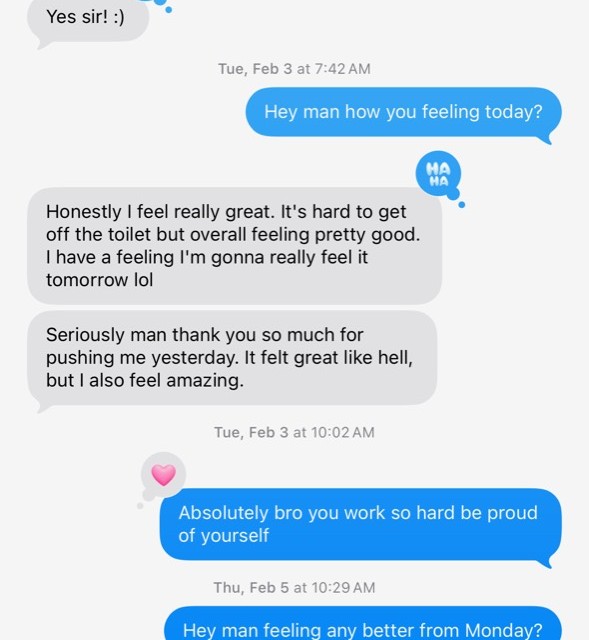 Yes sir! :)
Tue, Feb 3 at 7:42 AM
Hey man how you feeling today?
HA
HA
Honestly I feel really great. It's hard to get
off the toilet but overall feeling pretty good.
I have a feeling I'm gonna really feel it
tomorrow lol
Seriously man thank you so much for
pushing me yesterday. It felt great like hell,
but I also feel amazing.
Tue, Feb 3 at 10:02 AM
Absolutely bro you work so hard be proud
of yourself
Thu, Feb 5 at 10:29 AM
Hey man feeling any better from Monday?